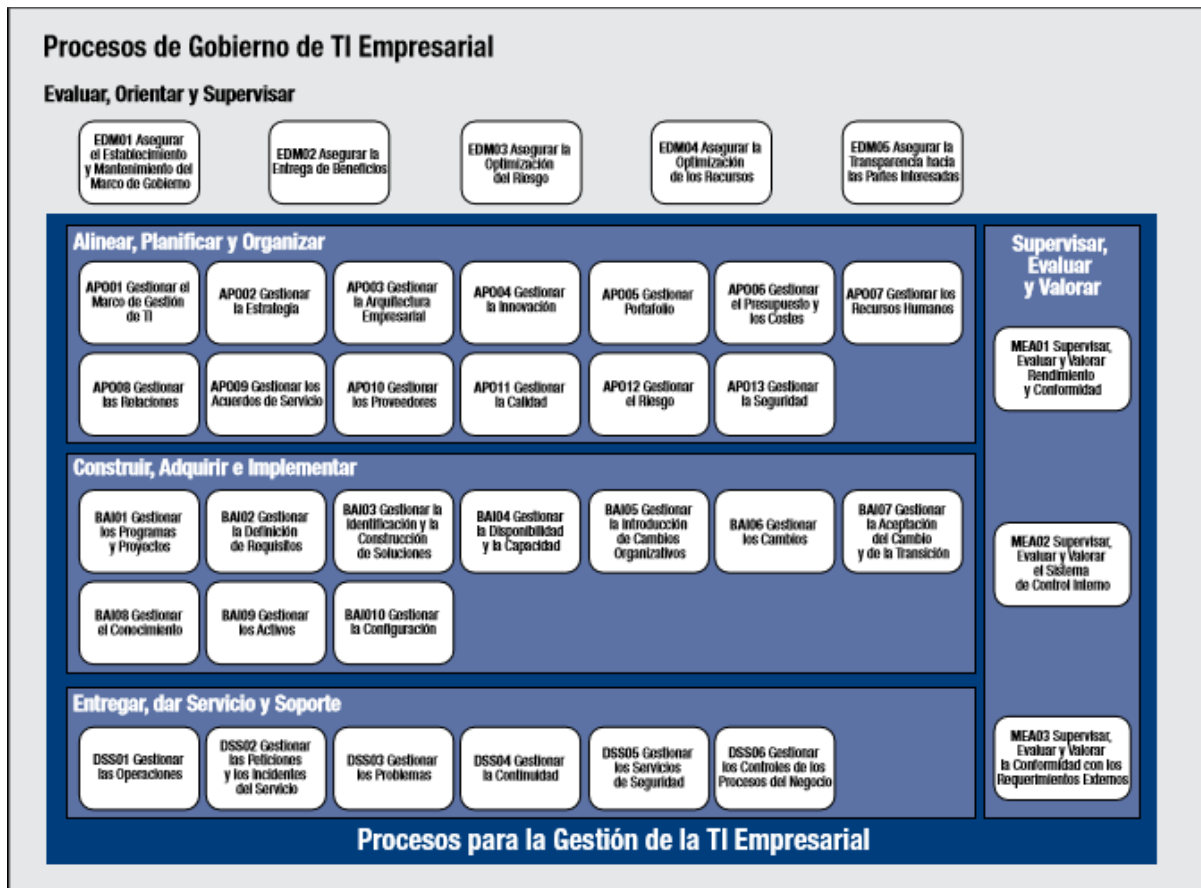 Procesos de Gobierno de TI Empresarial
Evaluar, Orientar y Supervisar
EDM01 Asegurar
el Establecimiento
y Mantenimiento del
Marco de Gobierno
EDM02 Asegurar la
Entrega de Beneficios
EDM03 Asegurar la
Optimización
del Riesgo
EDM04 Asegurar la
Optimización
de los Recursos
EDM05 Asegurar la
Transparencia hacia
las Partes Interesadas
Alinear, Planificar y Organizar
APO01 Gestionar el
Marco de Gestión
de TI
APO02 Gestionar
la Estrategia
APO03 Gestionar
la Arquitectura
Empresarial
APO04 Gestionar
la Innovación
APO05 Gestionar
Portafolio
APO06 Gestionar
el Presupuesto y
los Costes
APO07 Gestionar los
Recursos Humanos
APO08 Gestionar
las Relaciones
APO09 Gestionar los
Acuerdos de Servicio
APO10 Gestionar
los Proveedores
APO11 Gestionar
la Calidad
APO12 Gestionar
el Riesgo
APO13 Gestionar
la Seguridad
Construir, Adquirir e Implementar
BAI01 Gestionar
los Programas
y Proyectos
BAI02 Gestionar
la Definición
de Requisitos
BAI03 Gestionar la
Identificación y la
Construcción
de Soluciones
BAI04 Gestionar
la Disponibilidad
y la Capacidad
BAI05 Gestionar
la Introducción
de Cambios
Organizativos
BAI06 Gestionar
los Cambios
BAI07 Gestionar
la Aceptación
del Cambio
y de la Transición
BAI08 Gestionar
el Conocimiento
BAI09 Gestionar
los Activos
BAI010 Gestionar
la Configuración
Entregar, dar Servicio y Soporte
DSS01 Gestionar
las Operaciones
DSS02 Gestionar
las Peticiones
y los Incidentes
del Servicio
DSS03 Gestionar
los Problemas
DSS04 Gestionar
la Continuidad
DSS05 Gestionar
los Servicios
de Seguridad
DSS06 Gestionar
los Controles de los
Procesos del Negocio
Supervisar,
Evaluar
y Valorar
MEA01 Supervisar,
Evaluar y Valorar
Rendimiento
y Conformidad
MEA02 Supervisar,
Evaluar y Valorar
el Sistema
de Control Interno
MEA03 Supervisar,
Evaluar y Valorar
la Conformidad con los
Requerimientos Externos
Procesos para la Gestión de la TI Empresarial